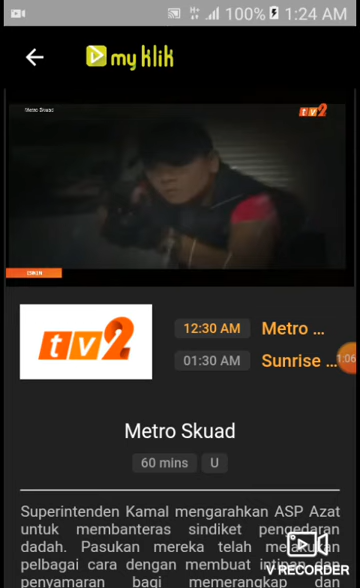 H+ 100% 1:24 AM
my klik
Metro Skuad
tv2
tv2
12:30 AM Metro ...
01:30 AM Sunrise ...
1:06
Metro Skuad
60 mins U
Superintenden Kamal mengarahkan ASP Azat
untuk membanteras sindiket pengedaran
dadah. Pasukan mereka telah melakukan
pelbagai cara dengan membuat intipan dan
penyamaran bagi memerangkap dan
V RECORDER